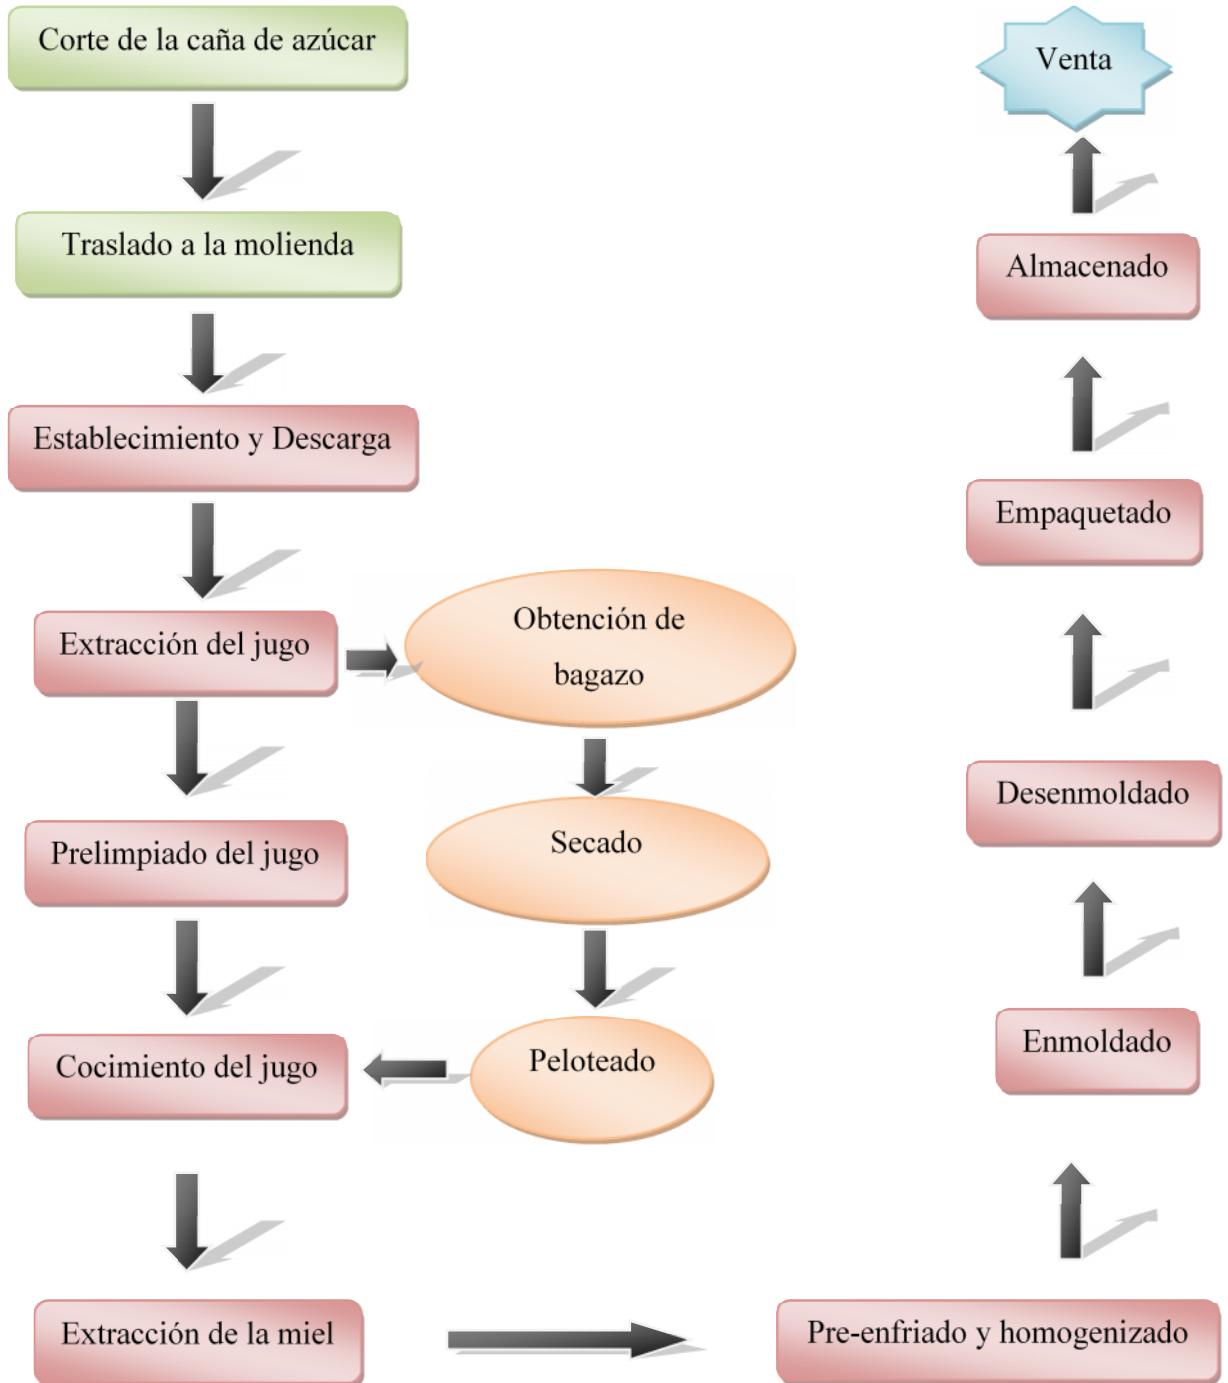 Corte de la caña de azúcar
Traslado a la molienda
Establecimiento y Descarga
Extracción del jugo
Obtención de
bagazo
Secado
Peloteado
Prelimpiado del jugo
Cocimiento del jugo
Extracción de la miel
Pre-enfriado y homogenizado
Enmoldado
Desenmoldado
Empaquetado
Almacenado
Venta